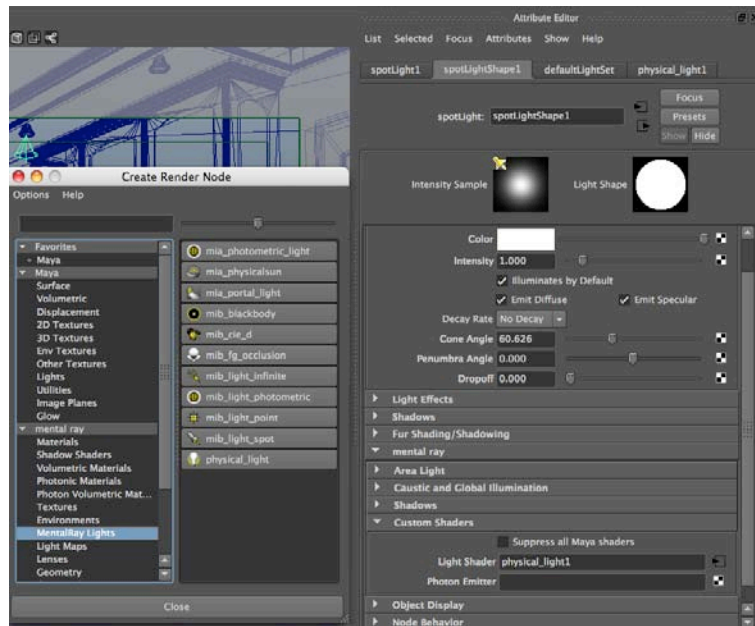 Attribute Editor
List Selected Focus Attributes Show Help
spotLight1 spotLightShape1 defaultLightSet physical_light1
spotLight: spotLightShape1
Focus
Presets
Show Hide
Intensity Sample
Light Shape
Color
Intensity 1.000
Illuminates by Default
Emit Diffuse Emit Specular
Decay Rate No Decay
Cone Angle 60.626
Penumbra Angle 0.000
Dropoff 0.000
Light Effects
Shadows
Fur Shading/Shadowing
mental ray
Area Light
Caustic and Global Illumination
Shadows
Custom Shaders
Suppress all Maya shaders
Light Shader physical_light1
Photon Emitter
Object Display
Node Behavior
Create Render Node
Options Help
Favorites
Maya
Maya
Surface
Volumetric
Displacement
2D Textures
3D Textures
Env Textures
Other Textures
Lights
Utilities
Image Planes
Glow
mental ray
Materials
Shadow Shaders
Volumetric Materials
Photonic Materials
Photon Volumetric Mat...
Textures
Environments
MentalRay Lights
Light Maps
Lenses
Geometry
mia_photometric_light
mia_physicalsun
mia_portal_light
mib_blackbody
mib_cie_d
mib_fg_occlusion
mib_light_infinite
mib_light_photometric
mib_light_point
mib_light_spot
physical_light
Close